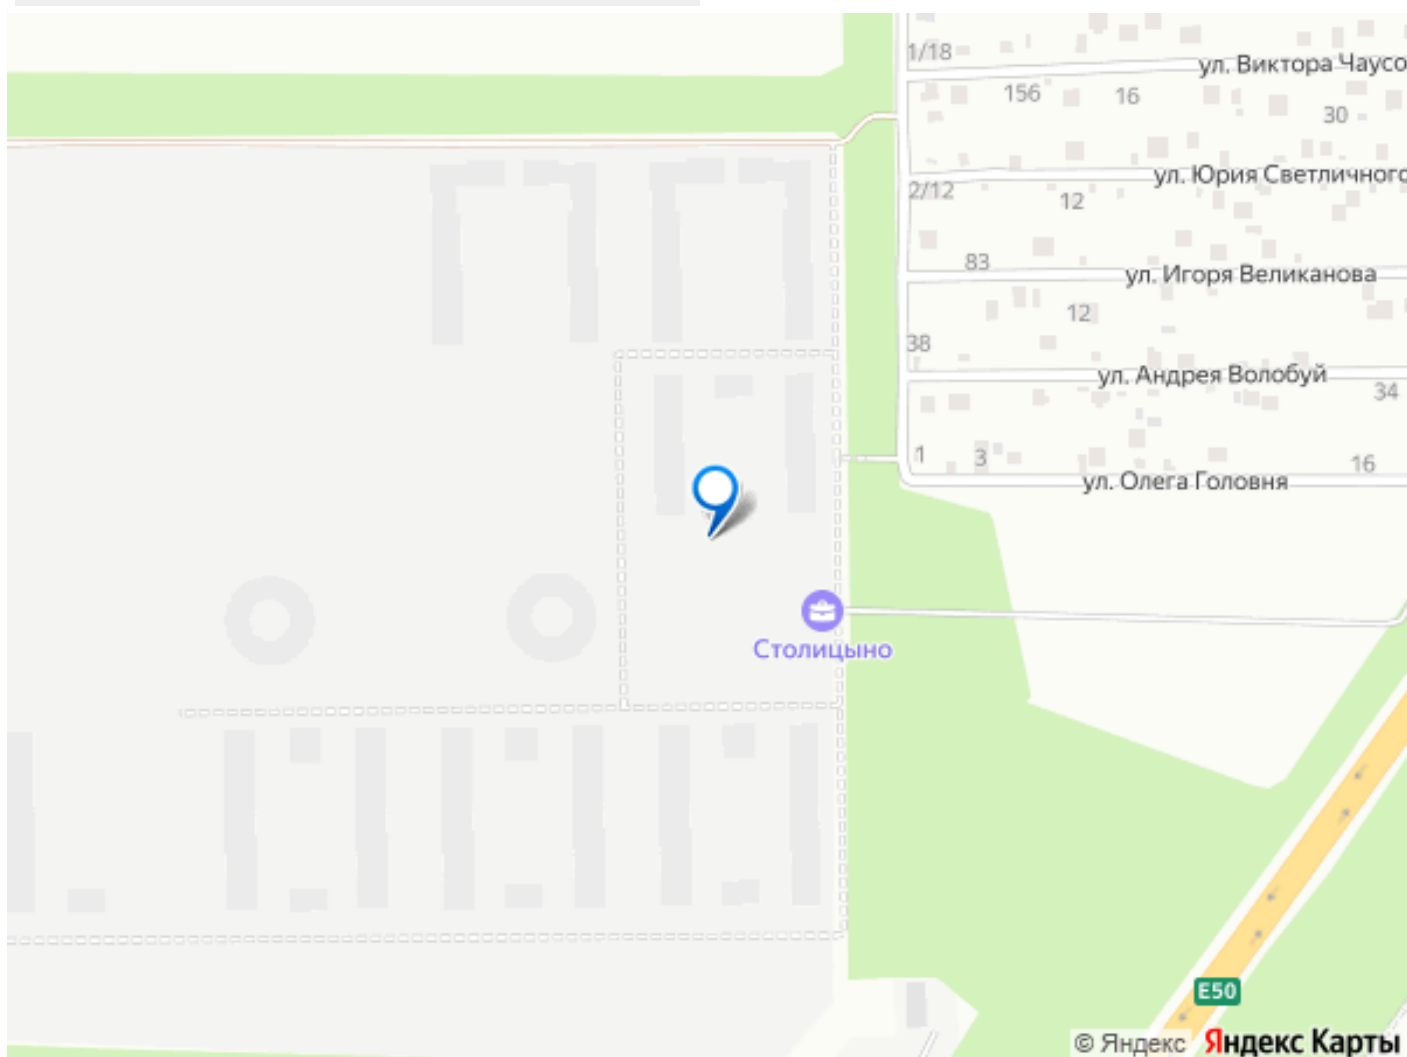 1/18
ул. Виктора Чаусо
156
16
30
ул. Юрия Светличного
2/12
12
83
ул. Игоря Великанова
12
38
ул. Андрея Волобуй
34
1
3
16
ул. Олега Головня
Столицыно
E50
© Яндекс Яндекс Карты